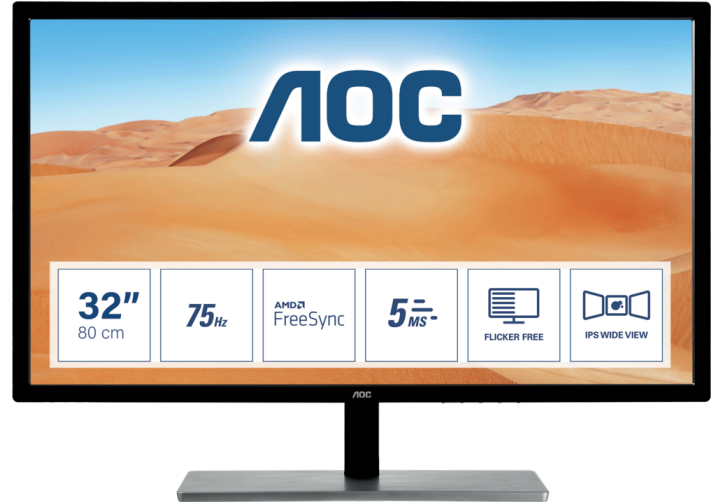 AOC
32"
80 cm
75Hz
AMD
FreeSync
5MS
FLICKER FREE
IPS WIDE VIEW
AOC